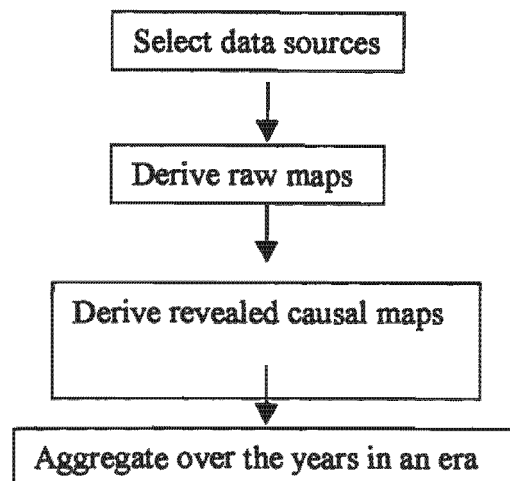 Select data sources
Derive raw maps
Derive revealed causal maps
Aggregate over the years in an era